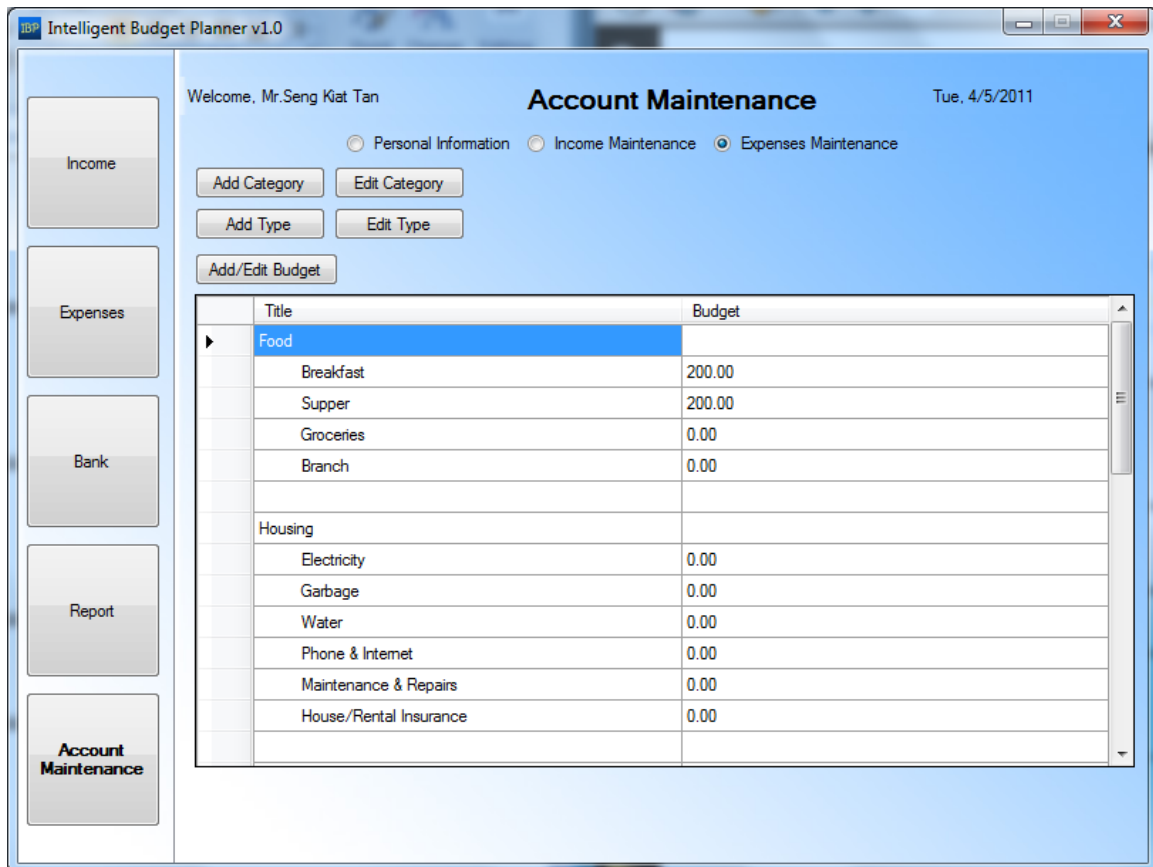 IBP Intelligent Budget Planner v1.0
Welcome, Mr.Seng Kiat Tan
Account Maintenance
Tue, 4/5/2011
Personal Information Income Maintenance Expenses Maintenance
Income
Expenses
Bank
Report
Account
Maintenance
Add Category Edit Category
Add Type Edit Type
Add/Edit Budget
Title Budget
Food
Breakfast 200.00
Supper 200.00
Groceries 0.00
Branch 0.00
Housing
Electricity 0.00
Garbage 0.00
Water 0.00
Phone & Internet 0.00
Maintenance & Repairs 0.00
House/Rental Insurance 0.00